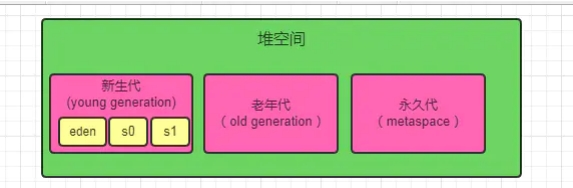 堆空间
新生代
(young generation)
eden
s0
s1
老年代
（old generation）
永久代
（metaspace）